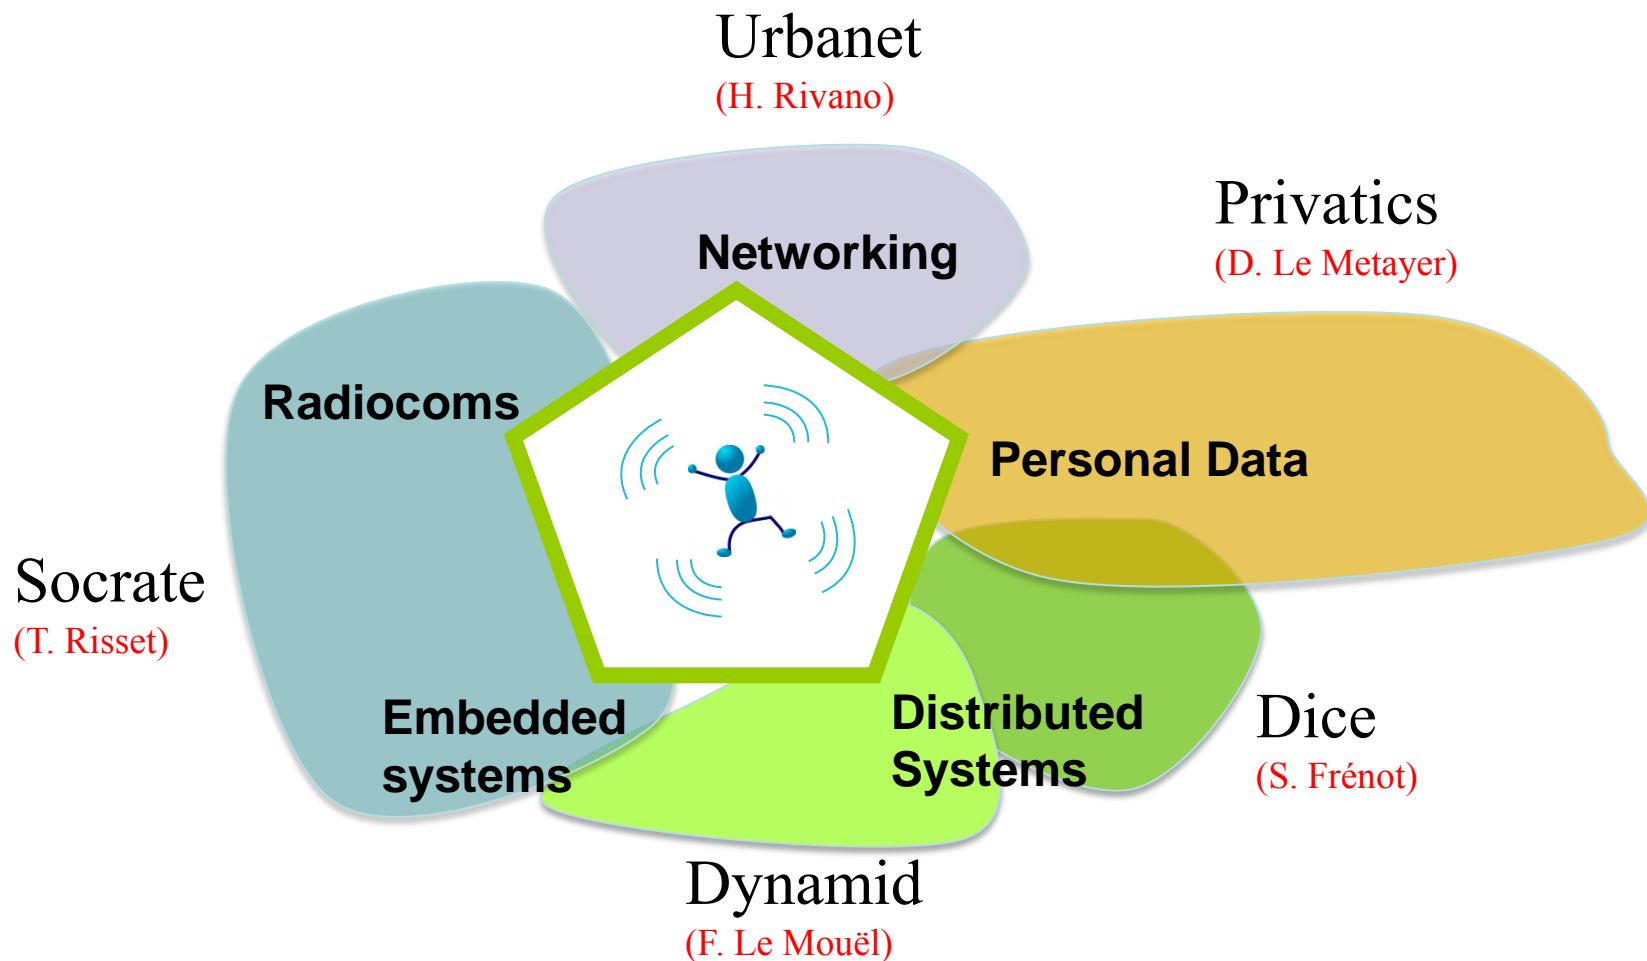 Urbanet
(H. Rivano)
Privatics
(D. Le Metayer)
Networking
Radiocoms
Personal Data
Socrate
(T. Risset)
Embedded
systems
Distributed
Systems
Dice
(S. Frénot)
Dynamid
(F. Le Mouël)